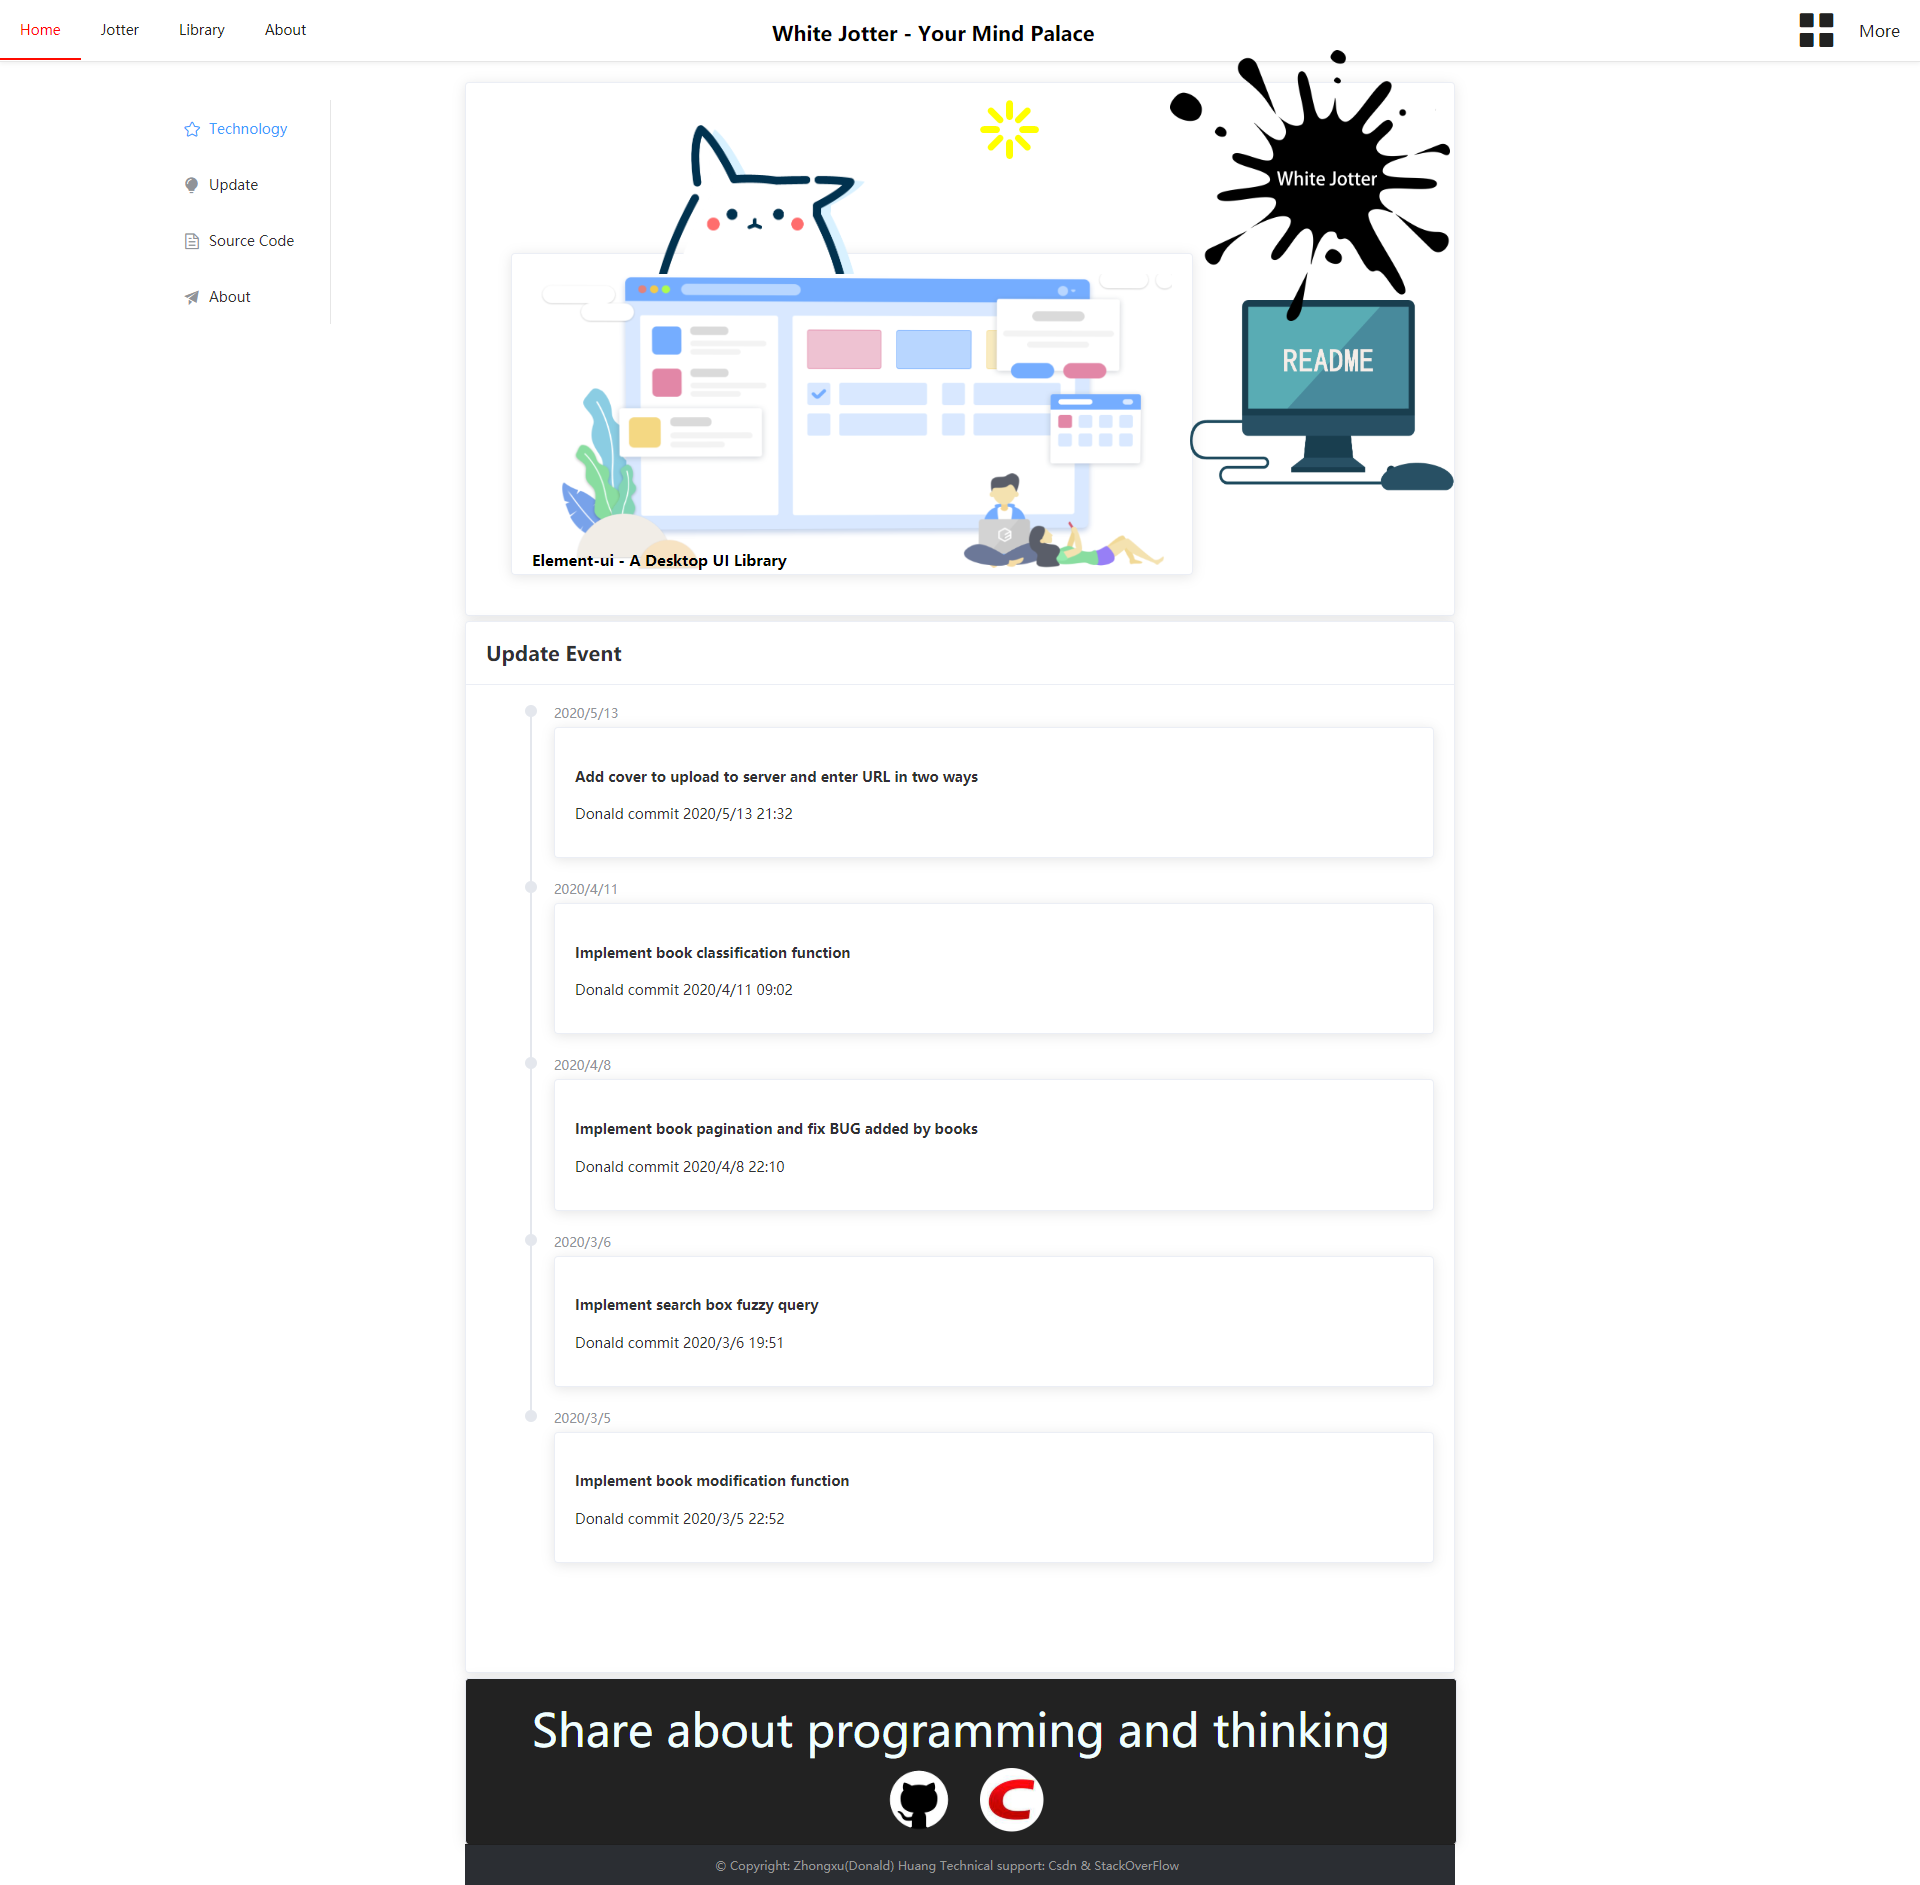 Home
Jotter
Library
About
White Jotter - Your Mind Palace
More
Technology
Update
Source Code
About
White Jotter
README
Element-ui - A Desktop UI Library
Update Event
2020/5/13
Add cover to upload to server and enter URL in two ways
Donald commit 2020/5/13 21:32
2020/4/11
Implement book classification function
Donald commit 2020/4/11 09:02
2020/4/8
Implement book pagination and fix BUG added by books
Donald commit 2020/4/8 22:10
2020/3/6
Implement search box fuzzy query
Donald commit 2020/3/6 19:51
2020/3/5
Implement book modification function
Donald commit 2020/3/5 22:52
Share about programming and thinking
C
© Copyright: Zhongxu(Donald) Huang Technical support: Csdn & StackOverFlow